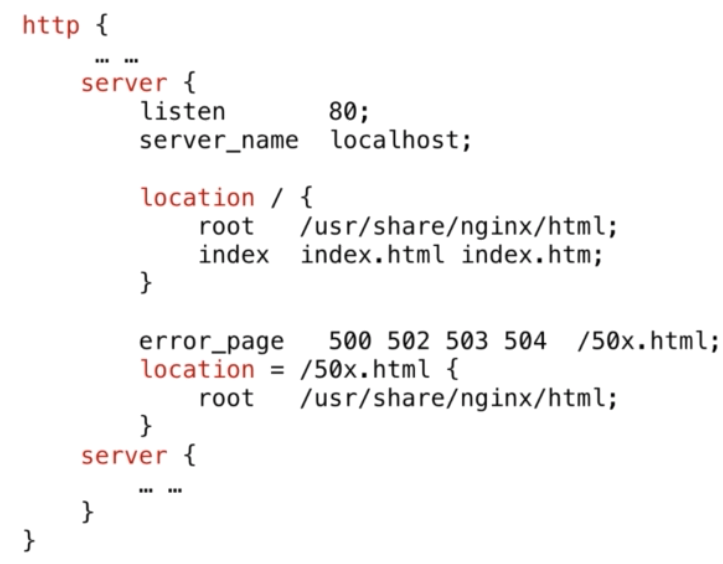 http {
… …
server {
listen 80;
server_name localhost;
location / {
root /usr/share/nginx/html;
index index.html index.htm;
}
error_page 500 502 503 504 /50x.html;
location = /50x.html {
root /usr/share/nginx/html;
}
server {
… …
}
}